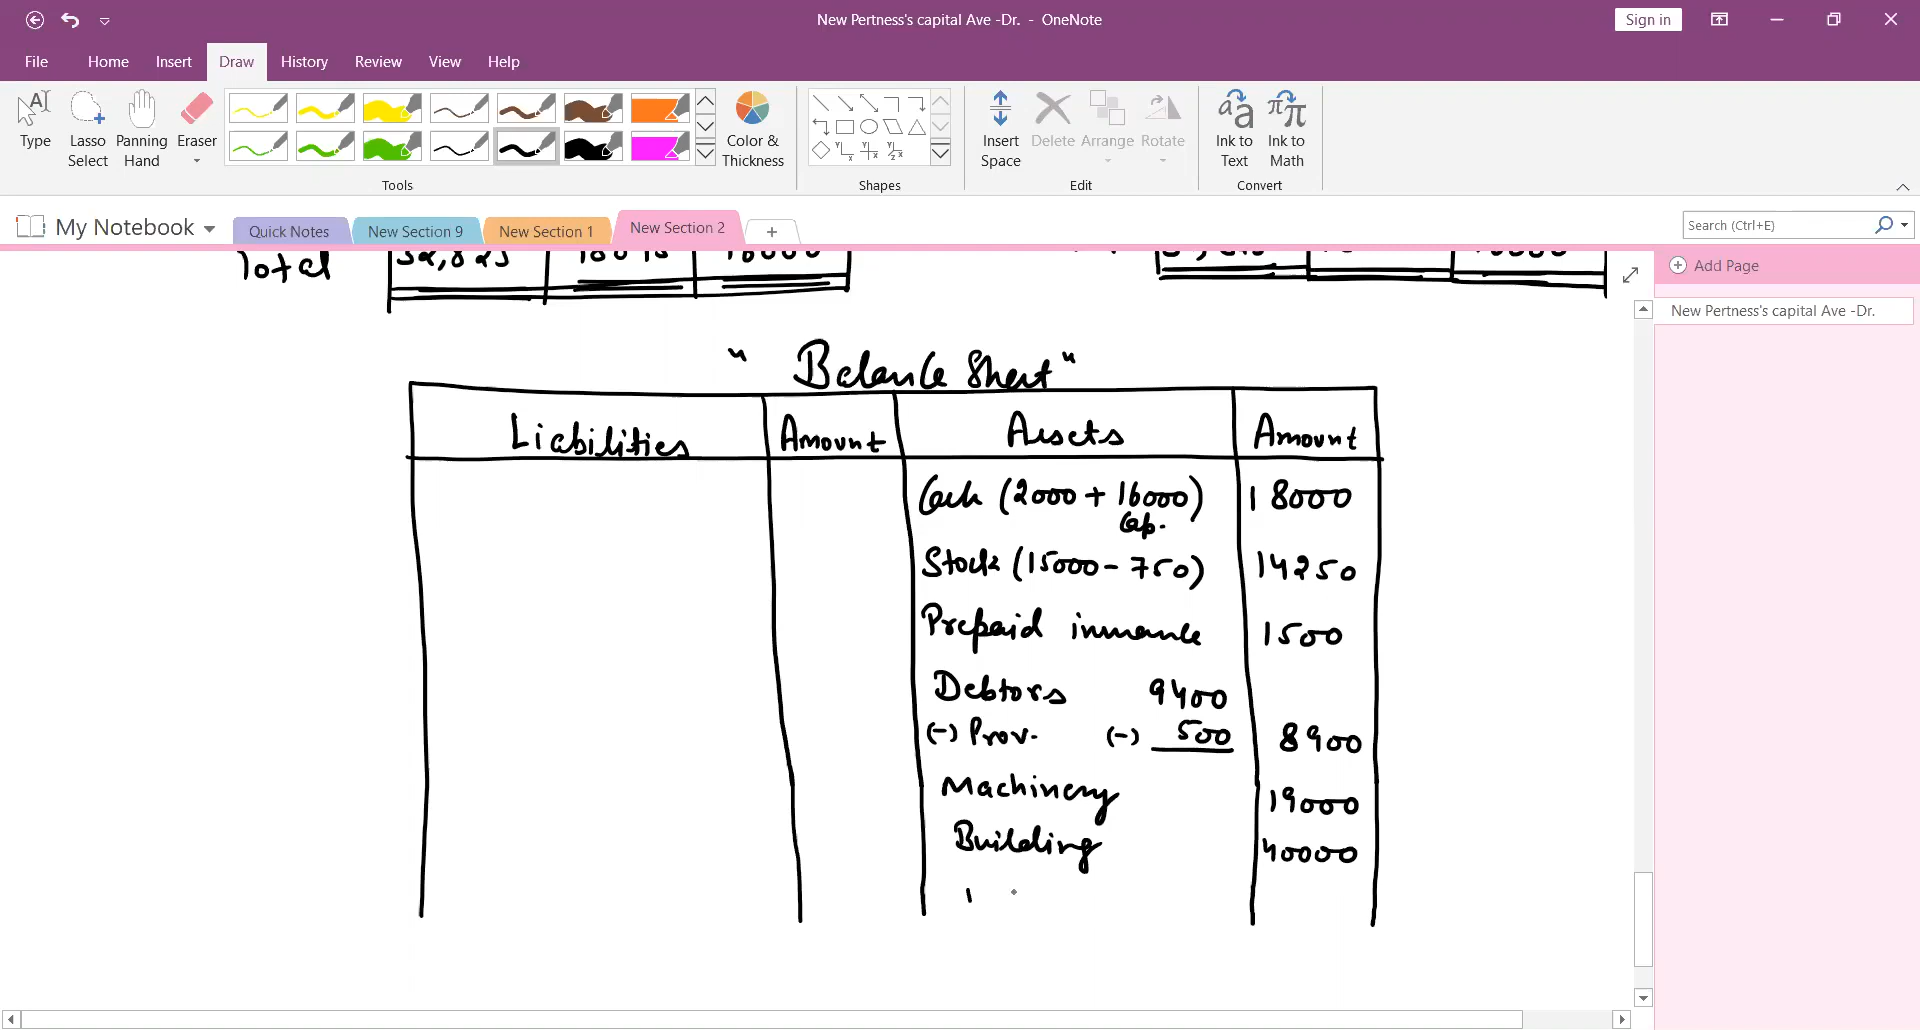 New Pertness's capital Ave -Dr. - OneNote
Sign in
File Home Insert Draw History Review View Help
Type
Lasso Select
Panning Hand
Eraser
Color & Thickness
Insert Space
Delete
Arrange
Rotate
Ink to Text
Ink to Math
Tools
Shapes
Edit
Convert
My Notebook
Quick Notes
New Section 9
New Section 1
New Section 2
Search (Ctrl+E)
Add Page
New Pertness's capital Ave -Dr.
Total 32,825
"Balance Sheet"
Liabilities Amount Assets Amount
Cash (2000 + 16000) 18000
Cap.
Stock (15000 - 750) 14250
Prepaid insurance 1500
Debtors 9400
(-) Prov. (-) 500 8900
Machinery 19000
Building 40000